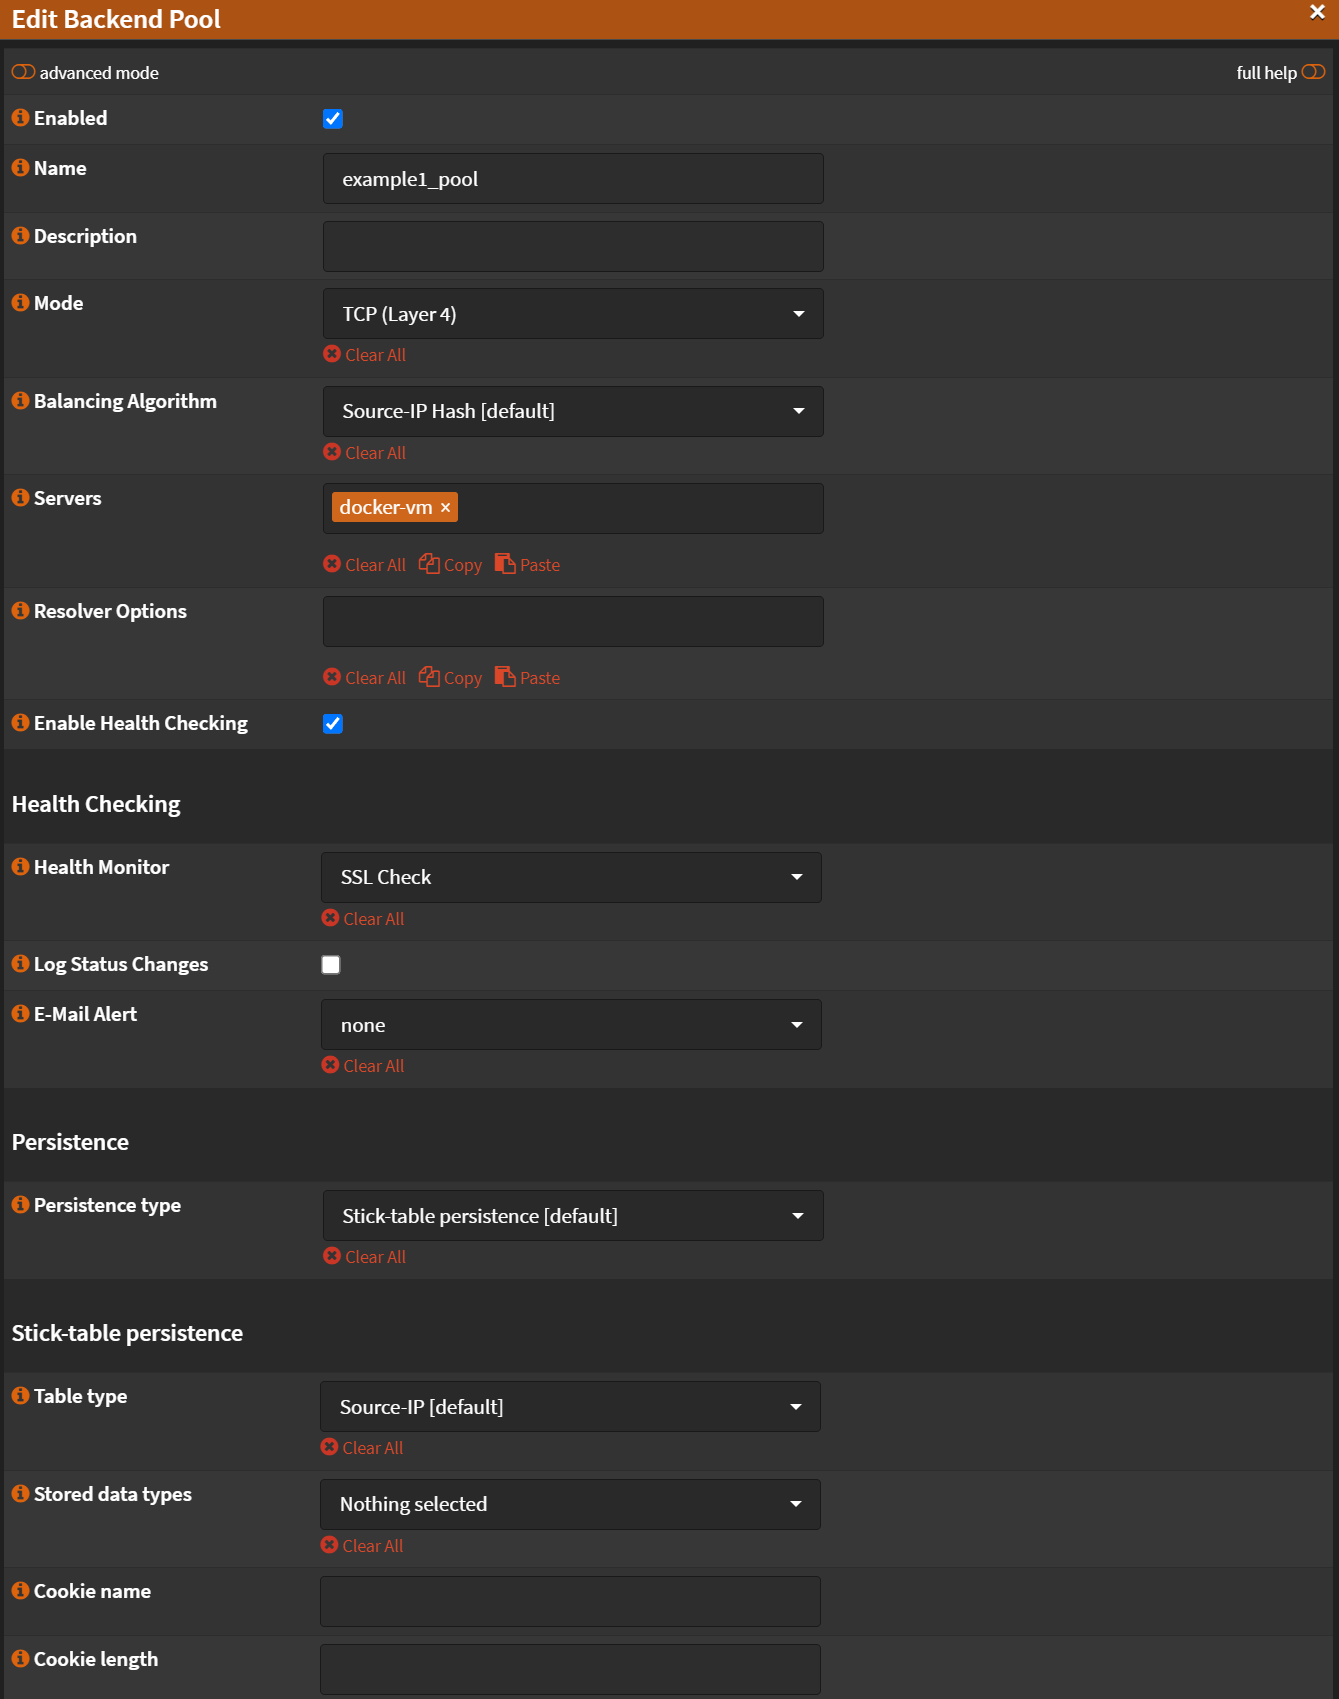 Edit Backend Pool ×
advanced mode full help
Enabled
Name example1_pool
Description
Mode TCP (Layer 4)
Clear All
Balancing Algorithm Source-IP Hash [default]
Clear All
Servers docker-vm ×
Clear All Copy Paste
Resolver Options
Clear All Copy Paste
Enable Health Checking
Health Checking
Health Monitor SSL Check
Clear All
Log Status Changes
E-Mail Alert none
Clear All
Persistence
Persistence type Stick-table persistence [default]
Clear All
Stick-table persistence
Table type Source-IP [default]
Clear All
Stored data types Nothing selected
Clear All
Cookie name
Cookie length